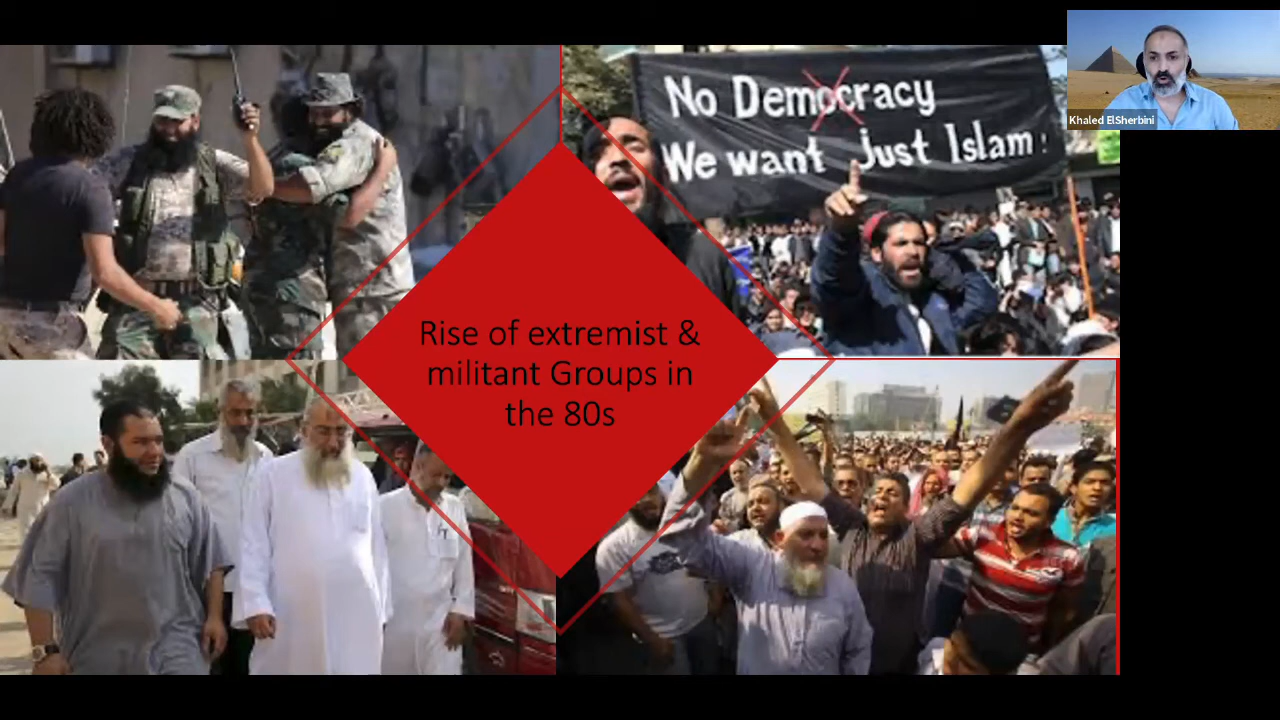 No Democracy
We want Just Islam
Khaled ElSherbini
Rise of extremist &
militant Groups in
the 80s